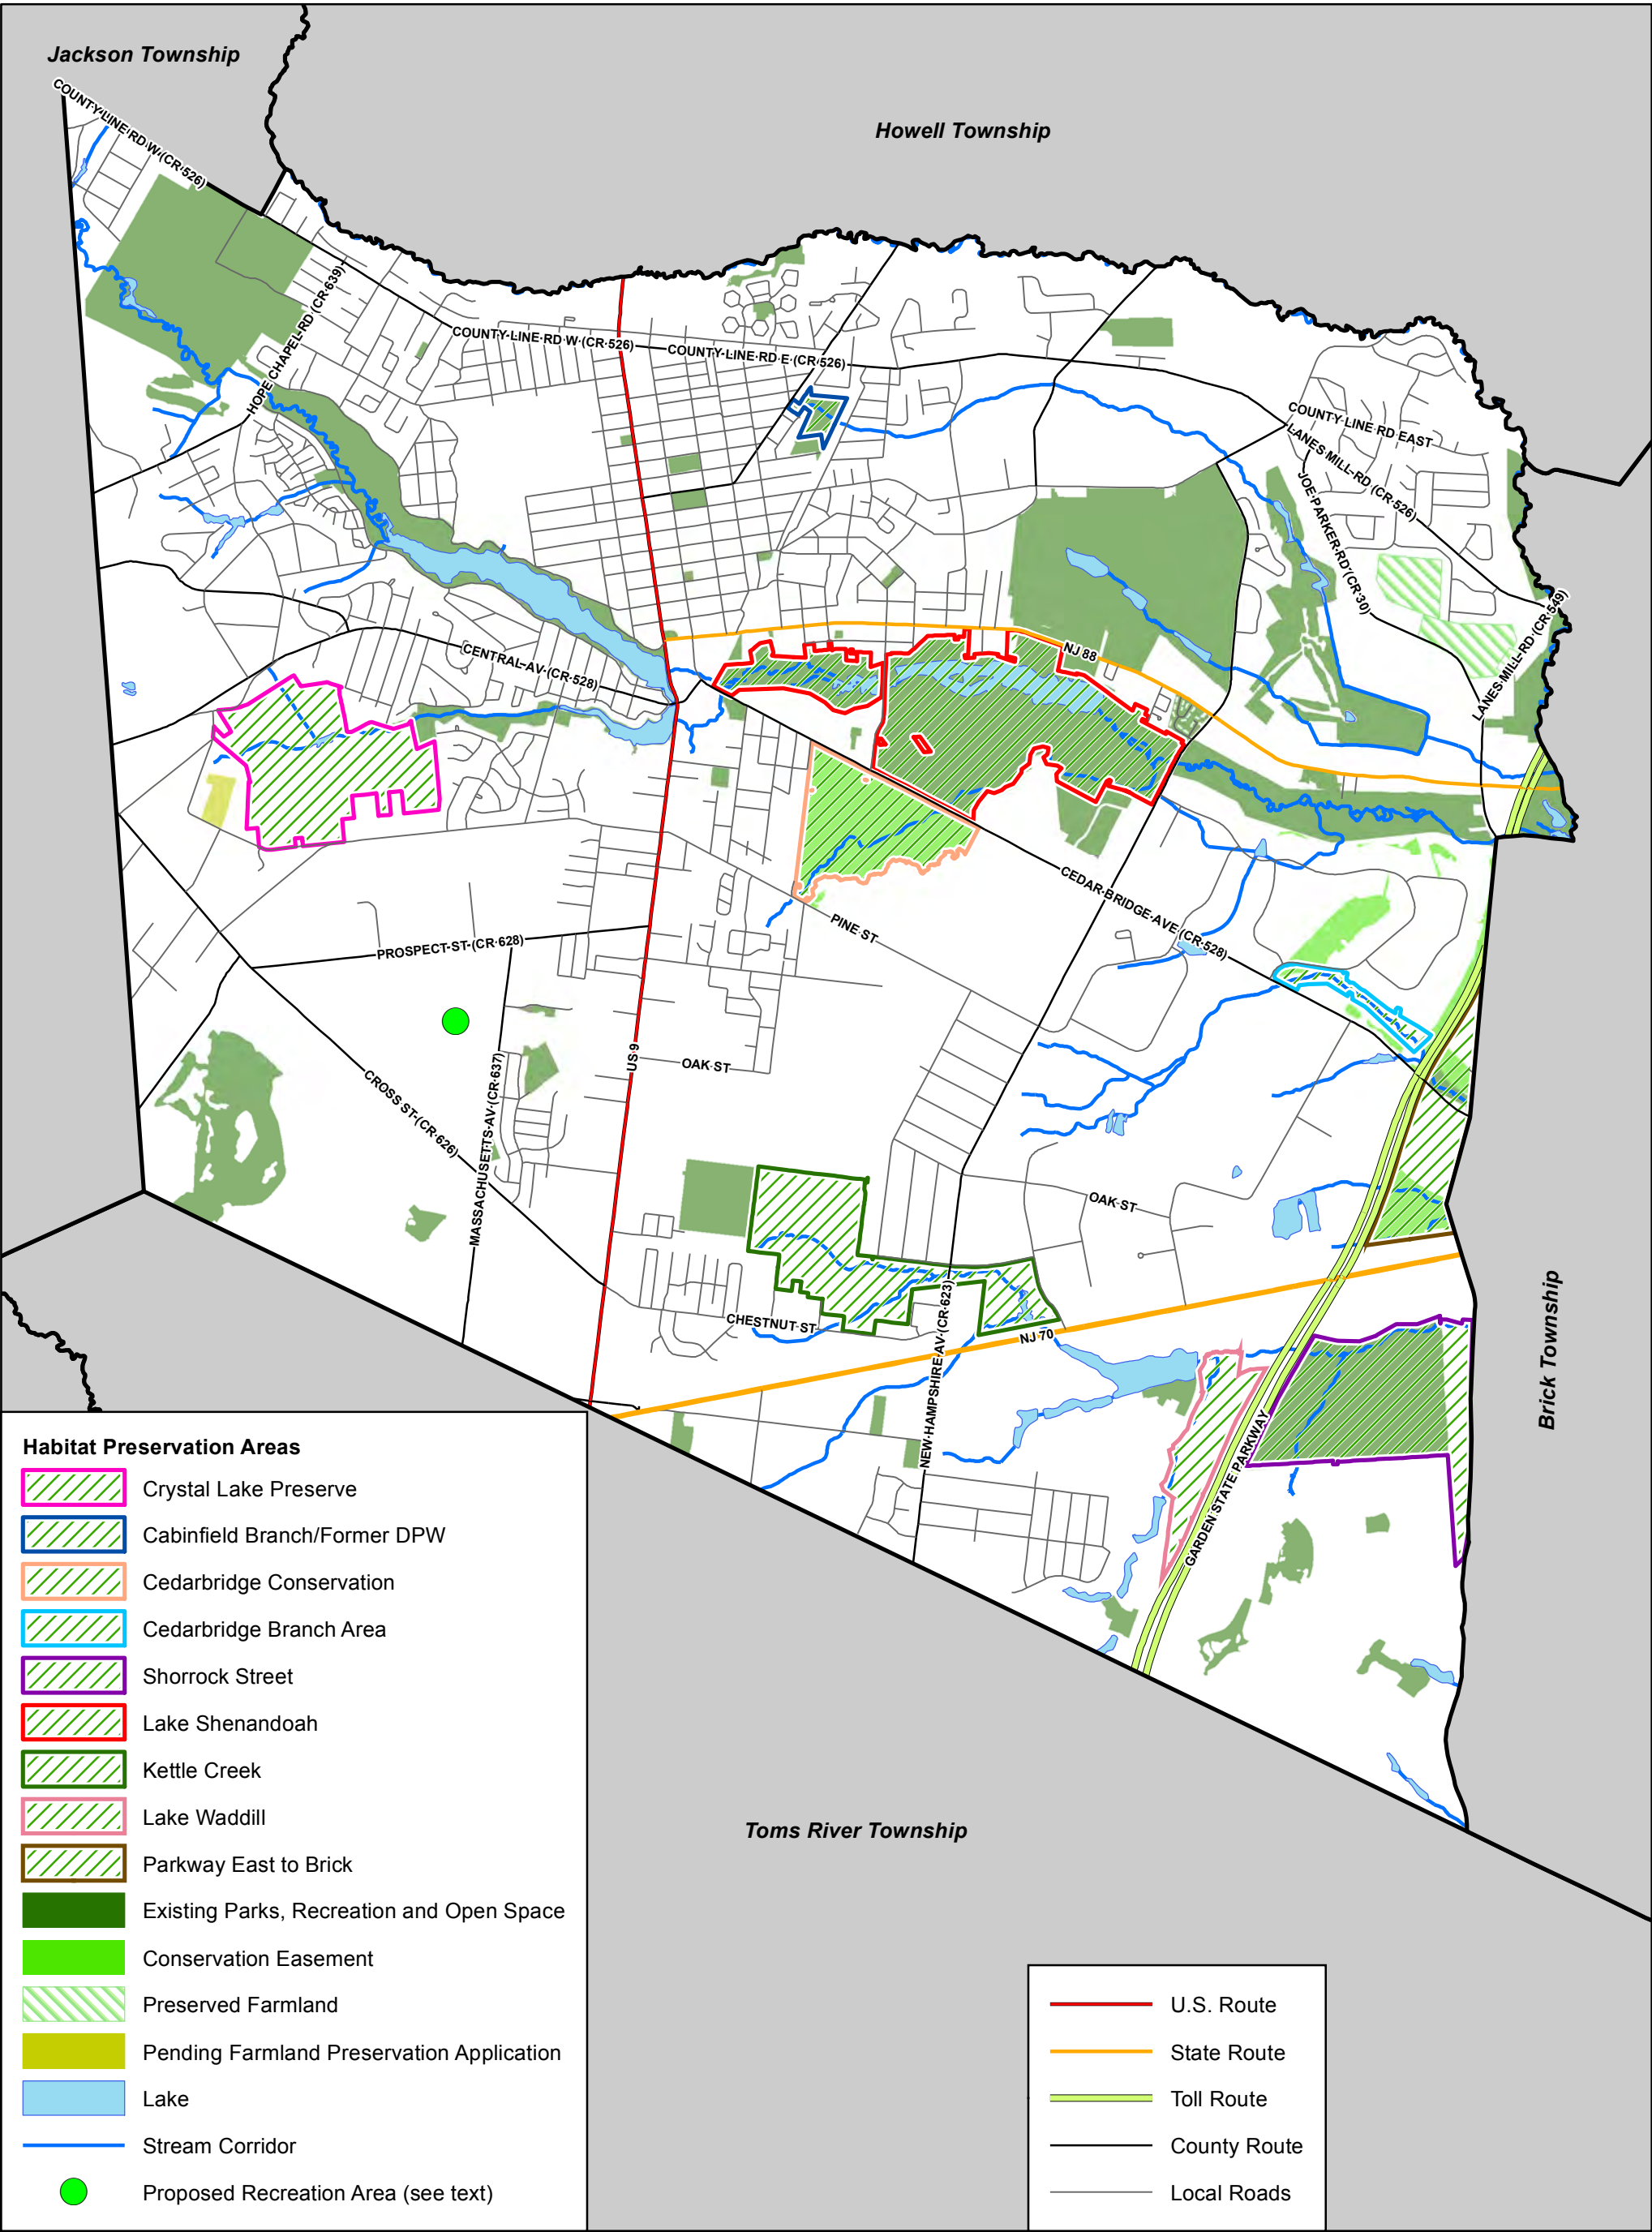 Jackson Township
COUNTY LINE RD W (CR 526)
Howell Township
HOPE CHAPEL RD (CR 639)
COUNTY LINE RD W (CR 526)
COUNTY LINE RD E (CR 526)
COUNTY LINE RD EAST
LANES MILL RD (CR 526)
JOE PARKER RD (CR 30)
LANES MILL RD (CR 549)
NJ 88
CENTRAL AV (CR 528)
CEDAR BRIDGE AVE (CR 528)
PINE ST
PROSPECT ST (CR 628)
US 9
OAK ST
CROSS ST (CR 626)
MASSACHUSETTS AV (CR 637)
OAK ST
CHESTNUT ST
NEW HAMPSHIRE AV (CR 623)
NJ 70
GARDEN STATE PARKWAY
Brick Township
Toms River Township
Habitat Preservation Areas
Crystal Lake Preserve
Cabinfield Branch/Former DPW
Cedarbridge Conservation
Cedarbridge Branch Area
Shorrock Street
Lake Shenandoah
Kettle Creek
Lake Waddill
Parkway East to Brick
Existing Parks, Recreation and Open Space
Conservation Easement
Preserved Farmland
Pending Farmland Preservation Application
Lake
Stream Corridor
Proposed Recreation Area (see text)
U.S. Route
State Route
Toll Route
County Route
Local Roads